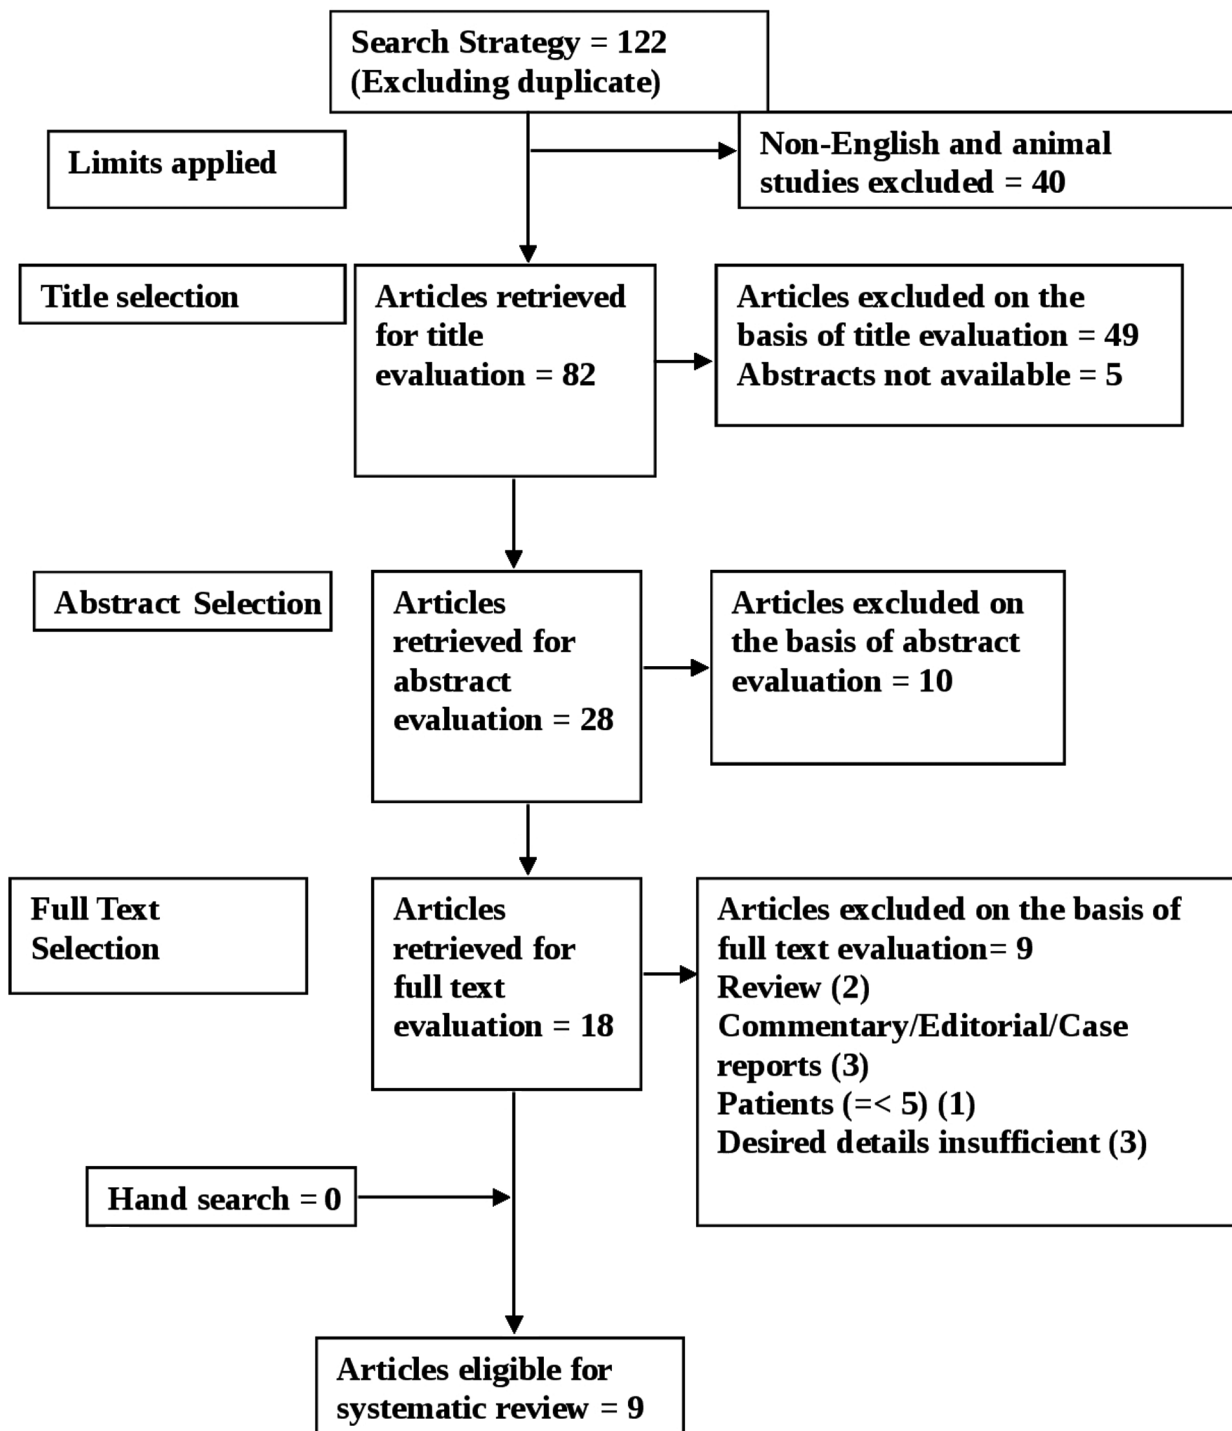 Search Strategy = 122
(Excluding duplicate)
Limits applied
Non-English and animal
studies excluded = 40
Title selection
Articles retrieved
for title
evaluation = 82
Articles excluded on the
basis of title evaluation = 49
Abstracts not available = 5
Abstract Selection
Articles
retrieved for
abstract
evaluation = 28
Articles excluded on
the basis of abstract
evaluation = 10
Full Text
Selection
Articles
retrieved for
full text
evaluation = 18
Articles excluded on the basis of
full text evaluation= 9
Review (2)
Commentary/Editorial/Case
reports (3)
Patients (=< 5) (1)
Desired details insufficient (3)
Hand search = 0
Articles eligible for
systematic review = 9